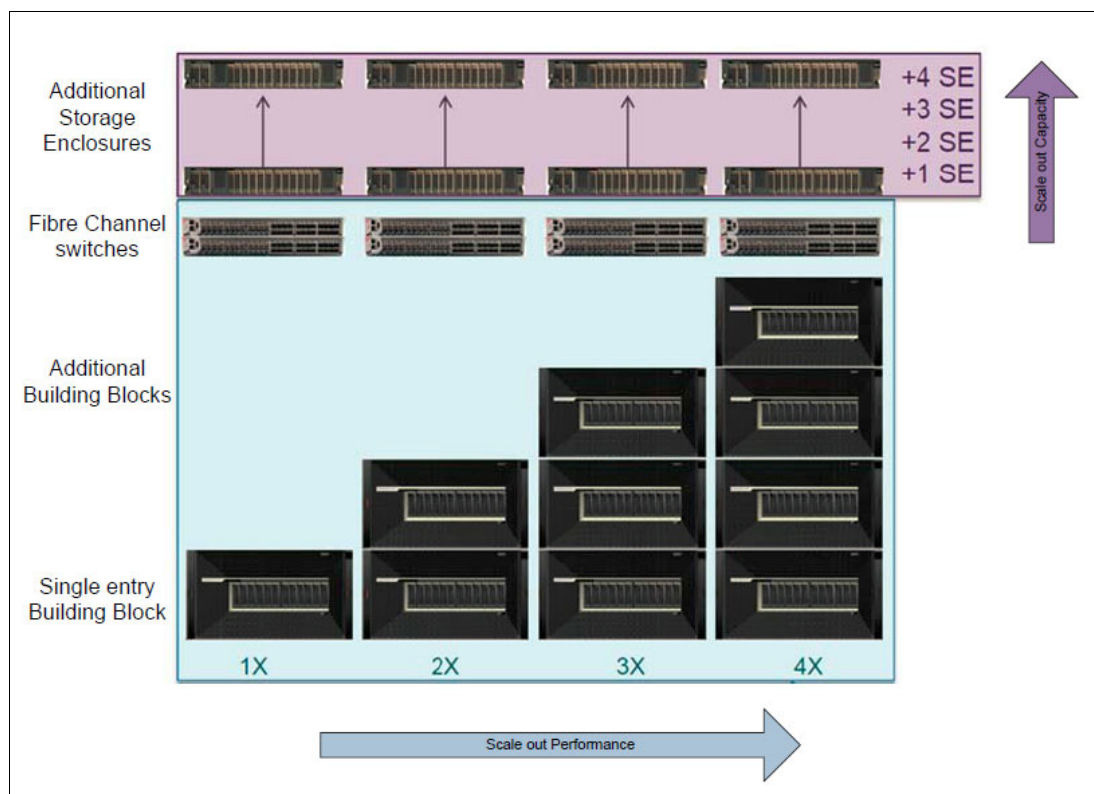 Additional
Storage
Enclosures
+4 SE
+3 SE
+2 SE
+1 SE
Scale out Capacity
Fibre Channel
switches
Additional
Building Blocks
Single entry
Building Block
1X
2X
3X
4X
Scale out Performance